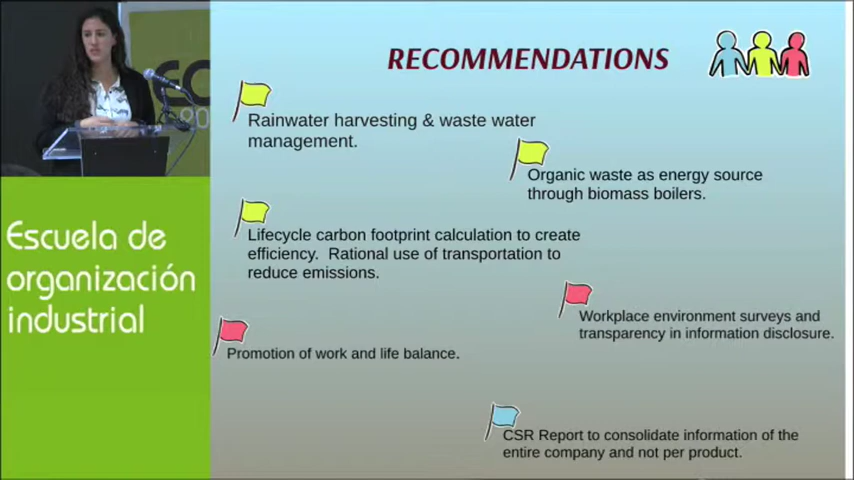 RECOMMENDATIONS
Rainwater harvesting & waste water
management.
Organic waste as energy source
through biomass boilers.
Lifecycle carbon footprint calculation to create
efficiency. Rational use of transportation to
reduce emissions.
Workplace environment surveys and
transparency in information disclosure.
Promotion of work and life balance.
CSR Report to consolidate information of the
entire company and not per product.
Escuela de
organización
industrial